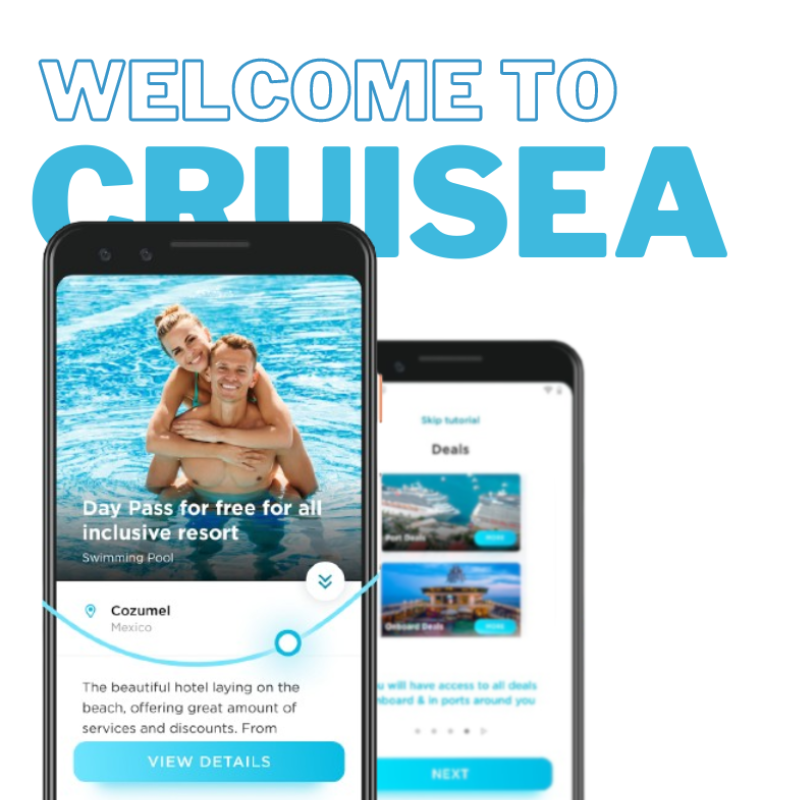 WELCOME TO
CRUISEA
Day Pass for free for all
inclusive resort
Swimming Pool
Cozumel
Mexico
The beautiful hotel laying on the
beach, offering great amount of
services and discounts. From
VIEW DETAILS
Skip tutorial
Deals
Port Deals
MORE
Onboard Deals
MORE
u will have access to all deals
nboard & in ports around you
NEXT